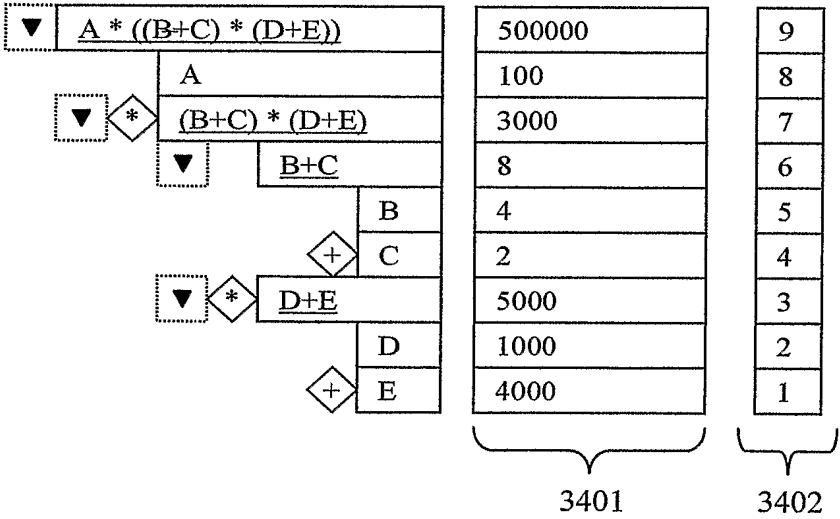 ▼ A * ((B+C) * (D+E)) 500000 9
A 100 8
▼ * (B+C) * (D+E) 3000 7
▼ B+C 8 6
B 4 5
+ C 2 4
▼ * D+E 5000 3
D 1000 2
+ E 4000 1
3401 3402